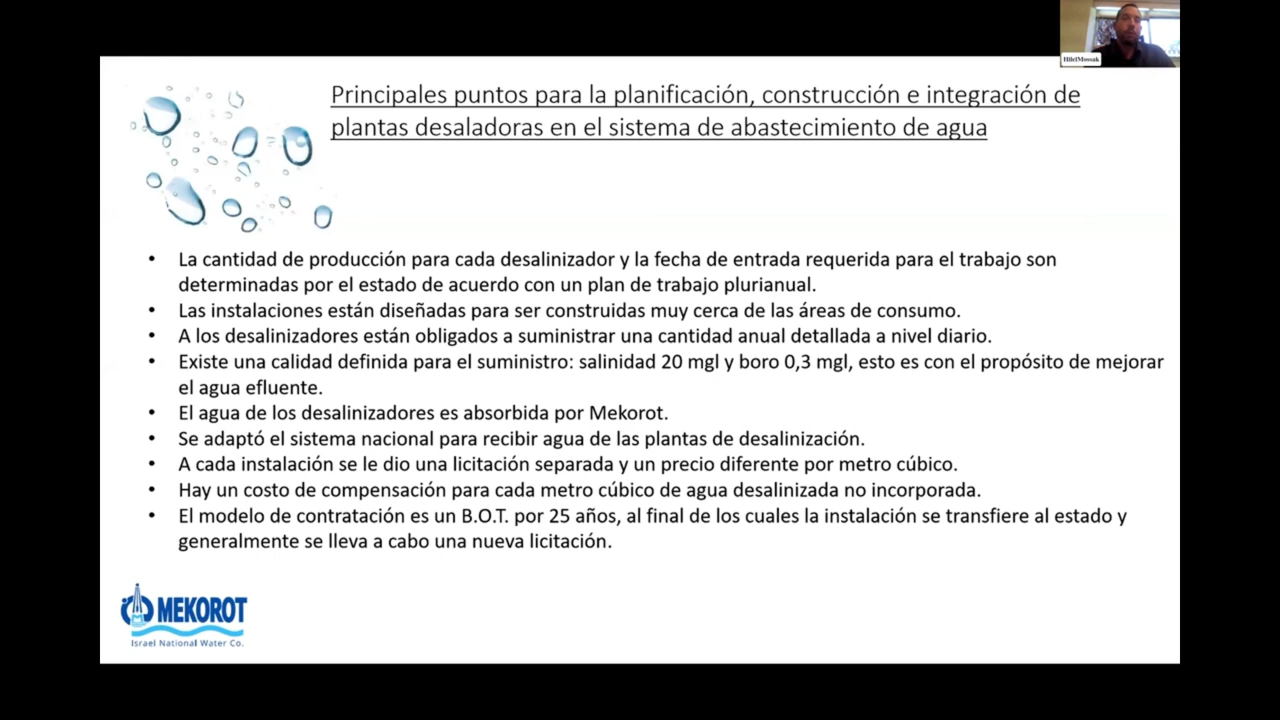 HilelMossak
Principales puntos para la planificación, construcción e integración de
plantas desaladoras en el sistema de abastecimiento de agua
• La cantidad de producción para cada desalinizador y la fecha de entrada requerida para el trabajo son
determinadas por el estado de acuerdo con un plan de trabajo plurianual.
• Las instalaciones están diseñadas para ser construidas muy cerca de las áreas de consumo.
• A los desalinizadores están obligados a suministrar una cantidad anual detallada a nivel diario.
• Existe una calidad definida para el suministro: salinidad 20 mgl y boro 0,3 mgl, esto es con el propósito de mejorar
el agua efluente.
• El agua de los desalinizadores es absorbida por Mekorot.
• Se adaptó el sistema nacional para recibir agua de las plantas de desalinización.
• A cada instalación se le dio una licitación separada y un precio diferente por metro cúbico.
• Hay un costo de compensación para cada metro cúbico de agua desalinizada no incorporada.
• El modelo de contratación es un B.O.T. por 25 años, al final de los cuales la instalación se transfiere al estado y
generalmente se lleva a cabo una nueva licitación.
MEKOROT
Israel National Water Co.